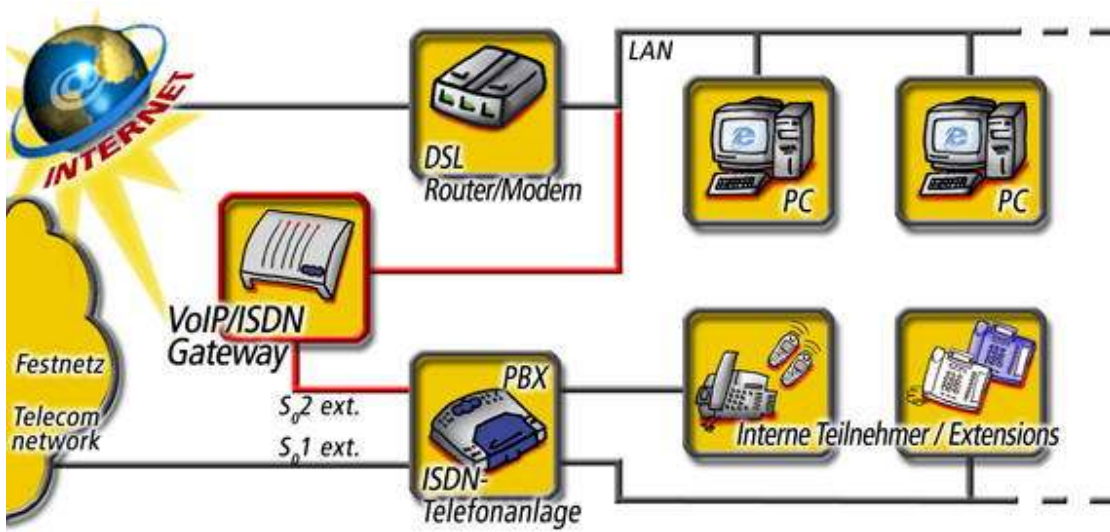 INTERNET
LAN
DSL
Router/Modem
PC
PC
VoIP/ISDN
Gateway
Festnetz
Telecom
network
S₀2 ext.
S₀1 ext.
PBX
ISDN-
Telefonanlage
Interne Teilnehmer / Extensions